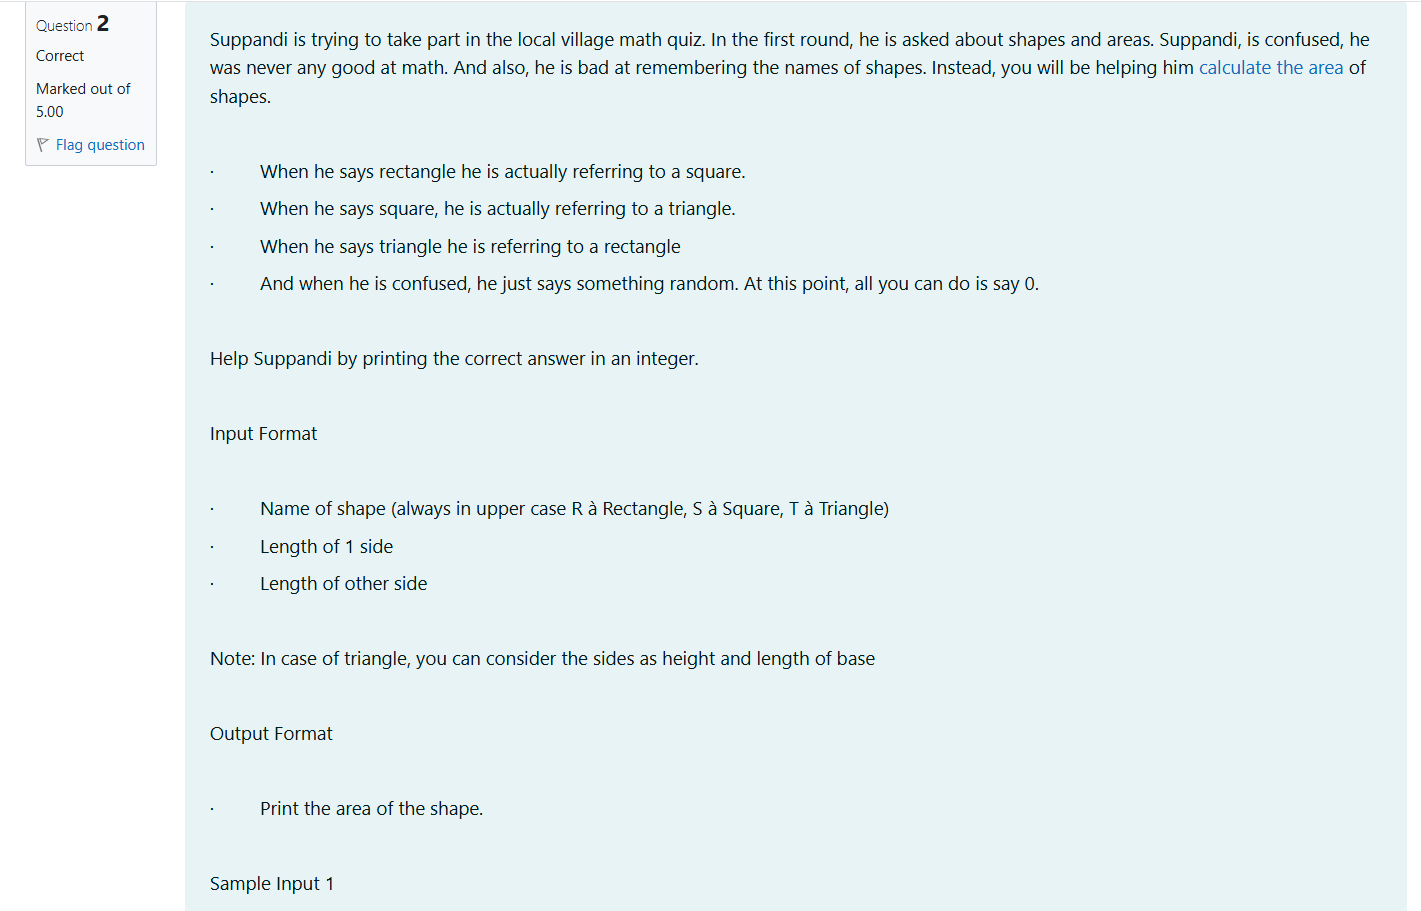 Question 2
Correct
Marked out of
5.00
Flag question
Suppandi is trying to take part in the local village math quiz. In the first round, he is asked about shapes and areas. Suppandi, is confused, he
was never any good at math. And also, he is bad at remembering the names of shapes. Instead, you will be helping him calculate the area of
shapes.
· When he says rectangle he is actually referring to a square.
· When he says square, he is actually referring to a triangle.
· When he says triangle he is referring to a rectangle
· And when he is confused, he just says something random. At this point, all you can do is say 0.
Help Suppandi by printing the correct answer in an integer.
Input Format
· Name of shape (always in upper case R à Rectangle, S à Square, T à Triangle)
· Length of 1 side
· Length of other side
Note: In case of triangle, you can consider the sides as height and length of base
Output Format
· Print the area of the shape.
Sample Input 1